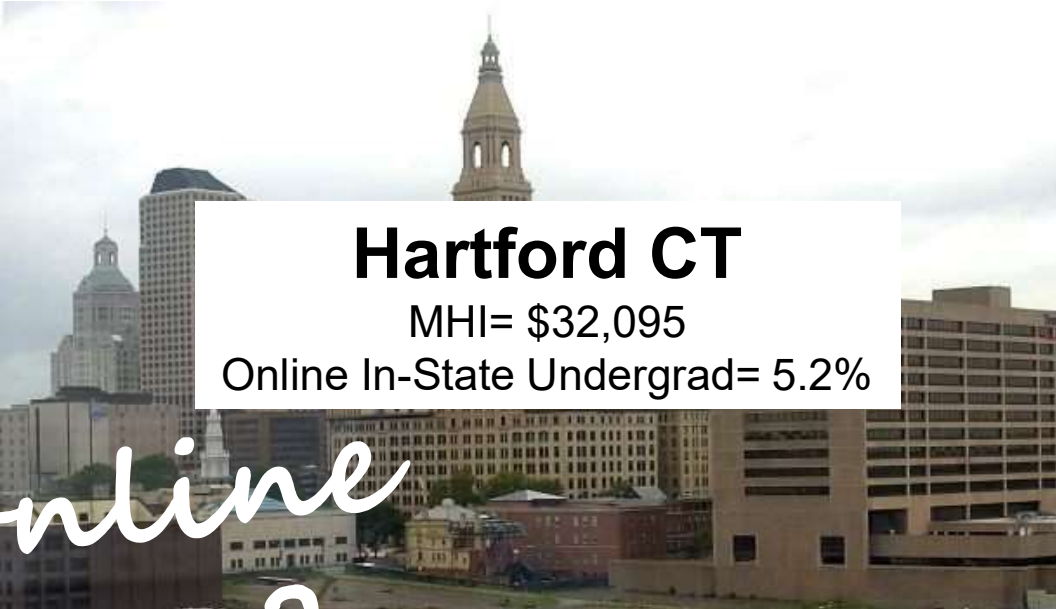 Hartford CT
MHI= $32,095
Online In-State Undergrad= 5.2%
nline